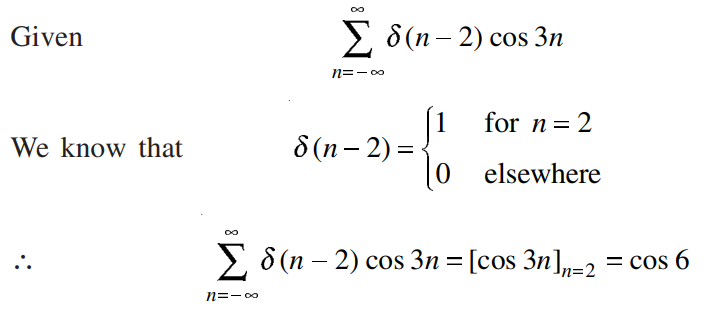 Given ∑_{n=−∞}^{∞} δ(n − 2) cos 3n
We know that δ(n − 2) = { 1 for n = 2
0 elsewhere
∴ ∑_{n=−∞}^{∞} δ(n − 2) cos 3n = [cos 3n]_{n=2} = cos 6